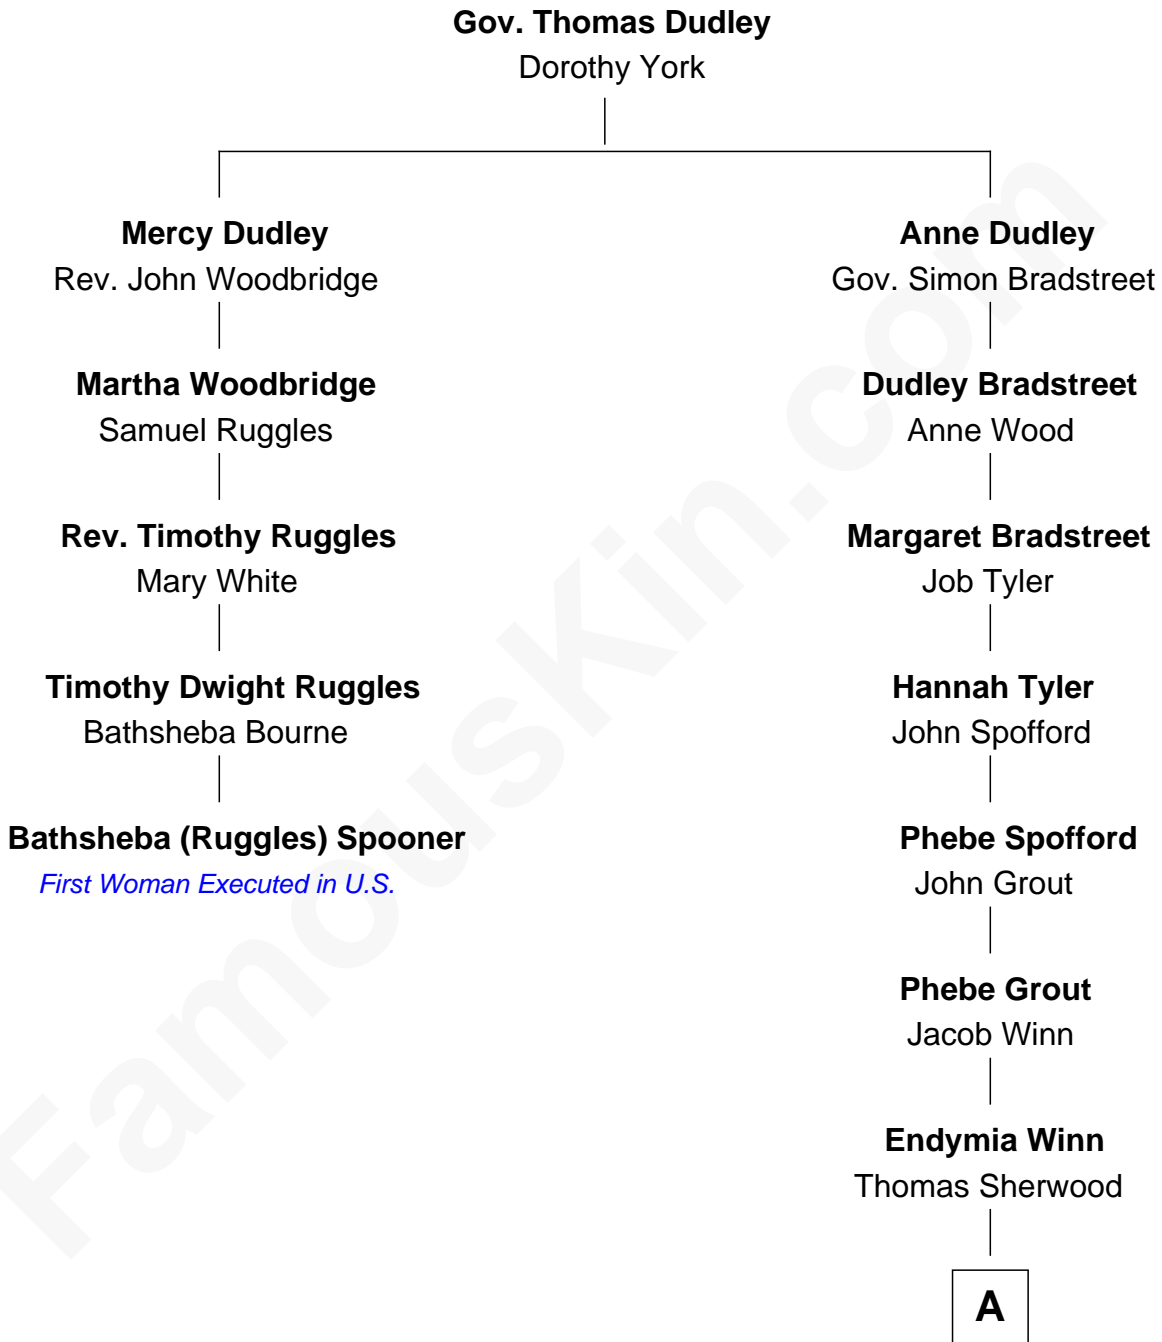 Gov. Thomas Dudley
Dorothy York
Mercy Dudley
Rev. John Woodbridge
Anne Dudley
Gov. Simon Bradstreet
Martha Woodbridge
Samuel Ruggles
Dudley Bradstreet
Anne Wood
Rev. Timothy Ruggles
Mary White
Margaret Bradstreet
Job Tyler
Timothy Dwight Ruggles
Bathsheba Bourne
Hannah Tyler
John Spofford
Bathsheba (Ruggles) Spooner
First Woman Executed in U.S.
Phebe Spofford
John Grout
Phebe Grout
Jacob Winn
Endymia Winn
Thomas Sherwood
A
FamousKin.com